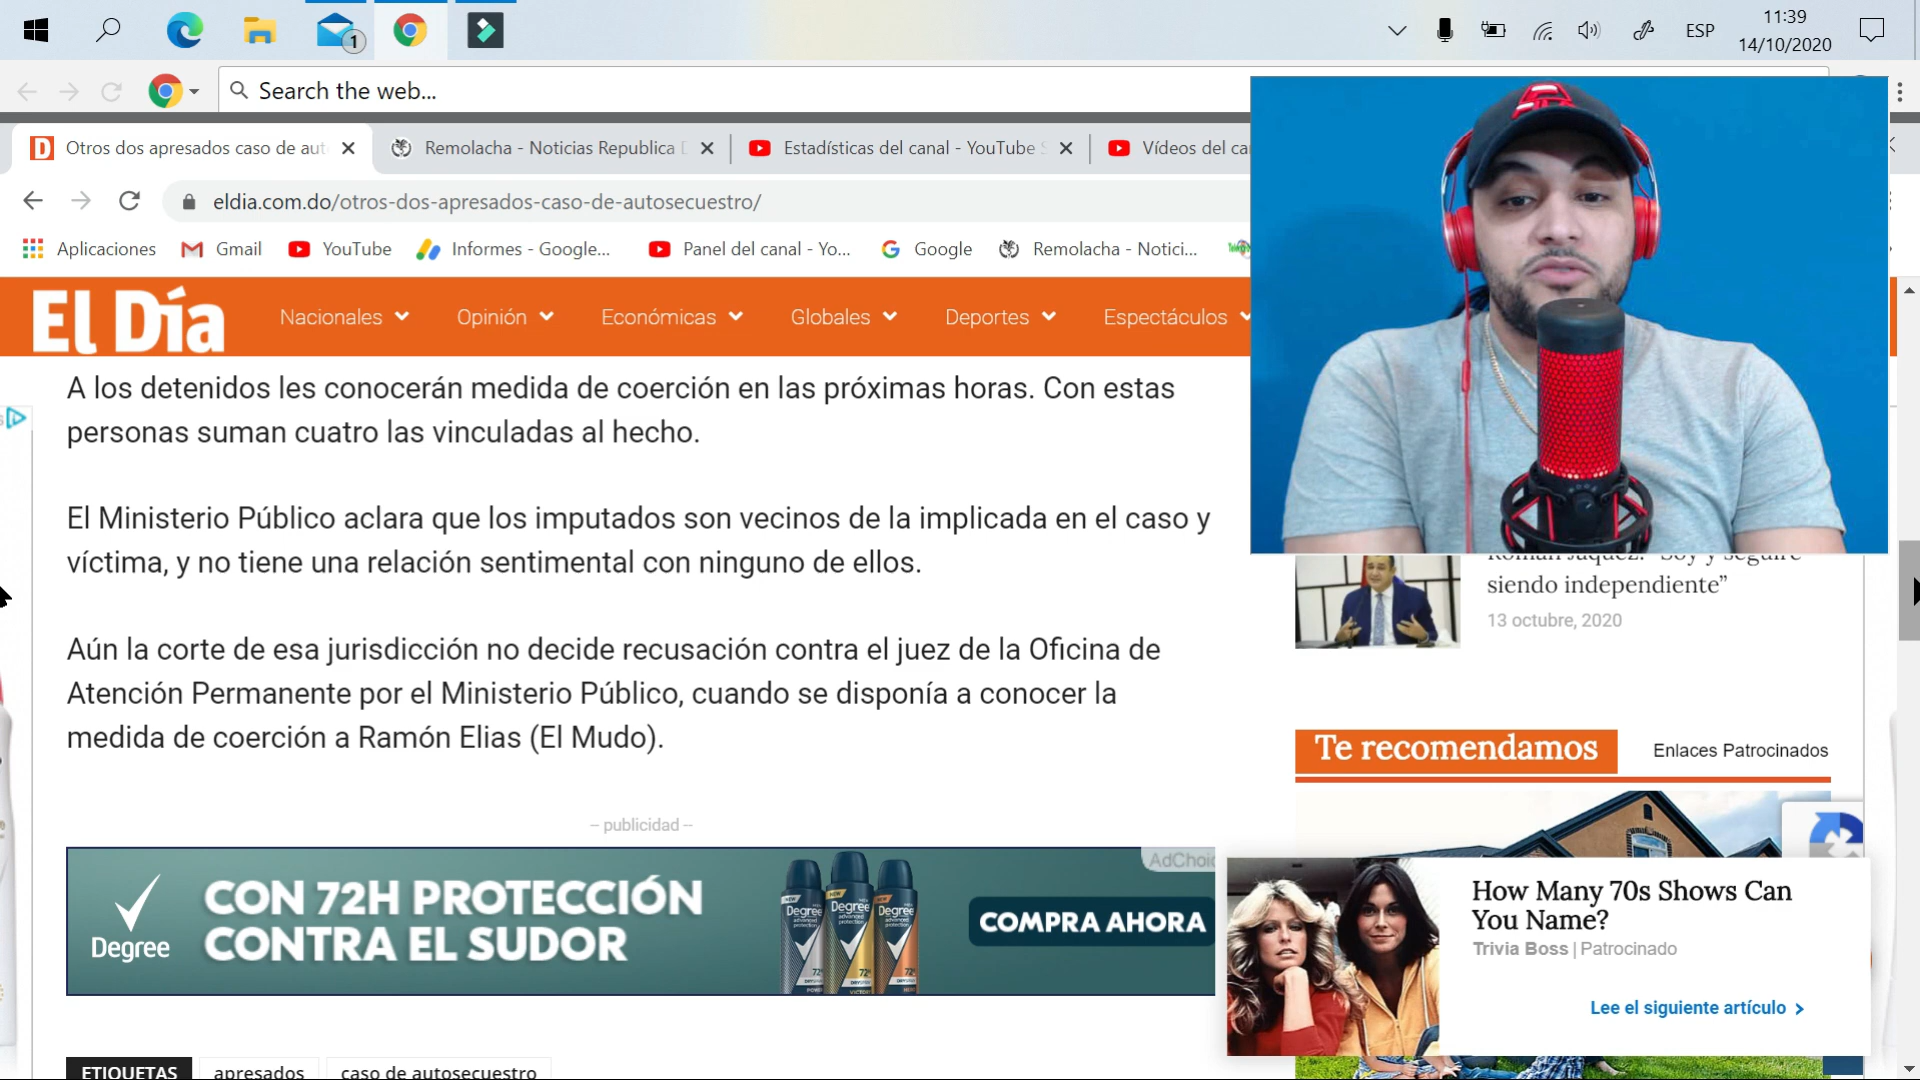 1
ESP
11:39
14/10/2020
Search the web...
Otros dos apresados caso de aut
Remolacha - Noticias Republica
Estadísticas del canal - YouTube
Vídeos del ca
eldia.com.do/otros-dos-apresados-caso-de-autosecuestro/
Aplicaciones
Gmail
YouTube
Informes - Google...
Panel del canal - Yo...
Google
Remolacha - Notici...
El Día
Nacionales
Opinión
Económicas
Globales
Deportes
Espectáculos
A los detenidos les conocerán medida de coerción en las próximas horas. Con estas
personas suman cuatro las vinculadas al hecho.
El Ministerio Público aclara que los imputados son vecinos de la implicada en el caso y
víctima, y no tiene una relación sentimental con ninguno de ellos.
Aún la corte de esa jurisdicción no decide recusación contra el juez de la Oficina de
Atención Permanente por el Ministerio Público, cuando se disponía a conocer la
medida de coerción a Ramón Elias (El Mudo).
siendo independiente”
13 octubre, 2020
Te recomendamos
Enlaces Patrocinados
– publicidad –
AdChoic
Degree
CON 72H PROTECCIÓN
CONTRA EL SUDOR
Degree
Degree
Degree
COMPRA AHORA
How Many 70s Shows Can
You Name?
Trivia Boss | Patrocinado
Lee el siguiente artículo
ETIQUETAS
apresados
caso de autosecuestro